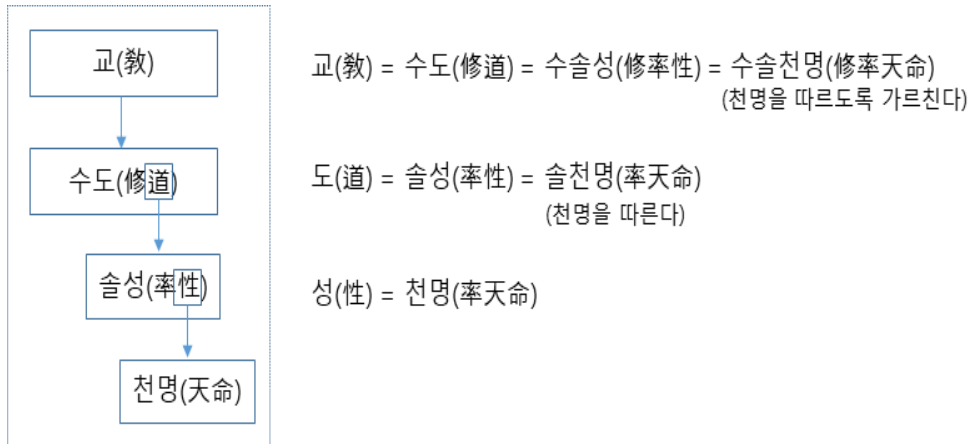 교(敎)
교(敎) = 수도(修道) = 수솔성(修率性) = 수솔천명(修率天命)
(천명을 따르도록 가르친다)
수도(修道)
도(道) = 솔성(率性) = 솔천명(率天命)
(천명을 따른다)
솔성(率性)
성(性) = 천명(率天命)
천명(天命)